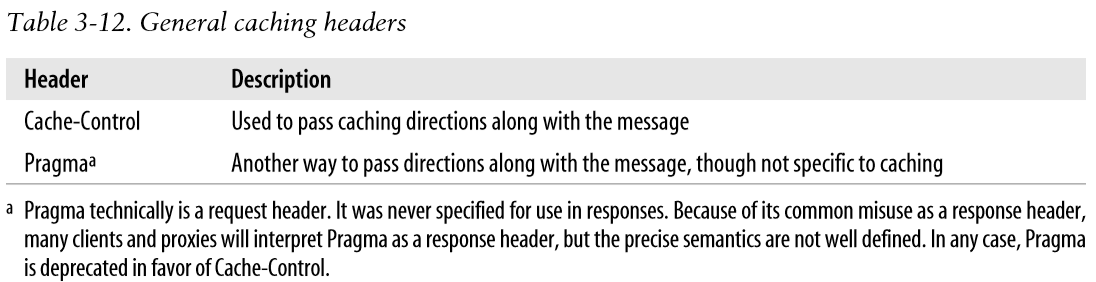 Table 3-12. General caching headers
Header Description
Cache-Control Used to pass caching directions along with the message
Pragmaa Another way to pass directions along with the message, though not specific to caching
a Pragma technically is a request header. It was never specified for use in responses. Because of its common misuse as a response header,
many clients and proxies will interpret Pragma as a response header, but the precise semantics are not well defined. In any case, Pragma
is deprecated in favor of Cache-Control.